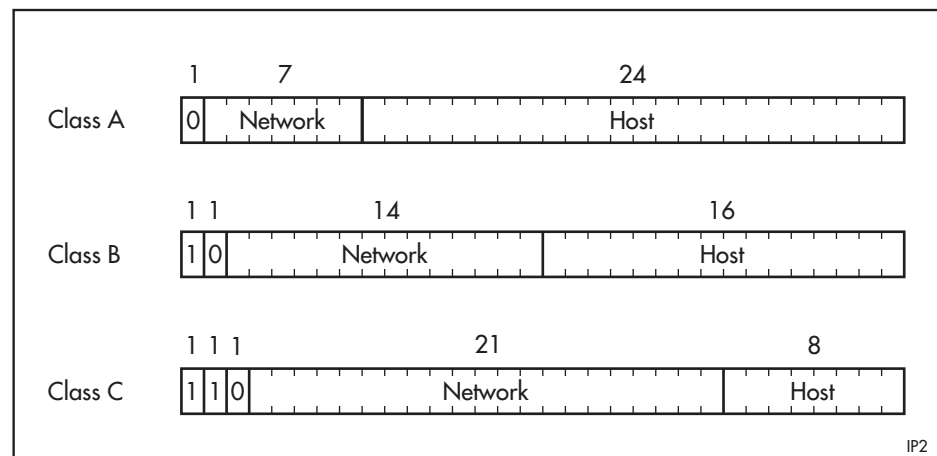 1 7 24
Class A 0 Network Host
1 1 14 16
Class B 1 0 Network Host
1 1 1 21 8
Class C 1 1 0 Network Host
IP2